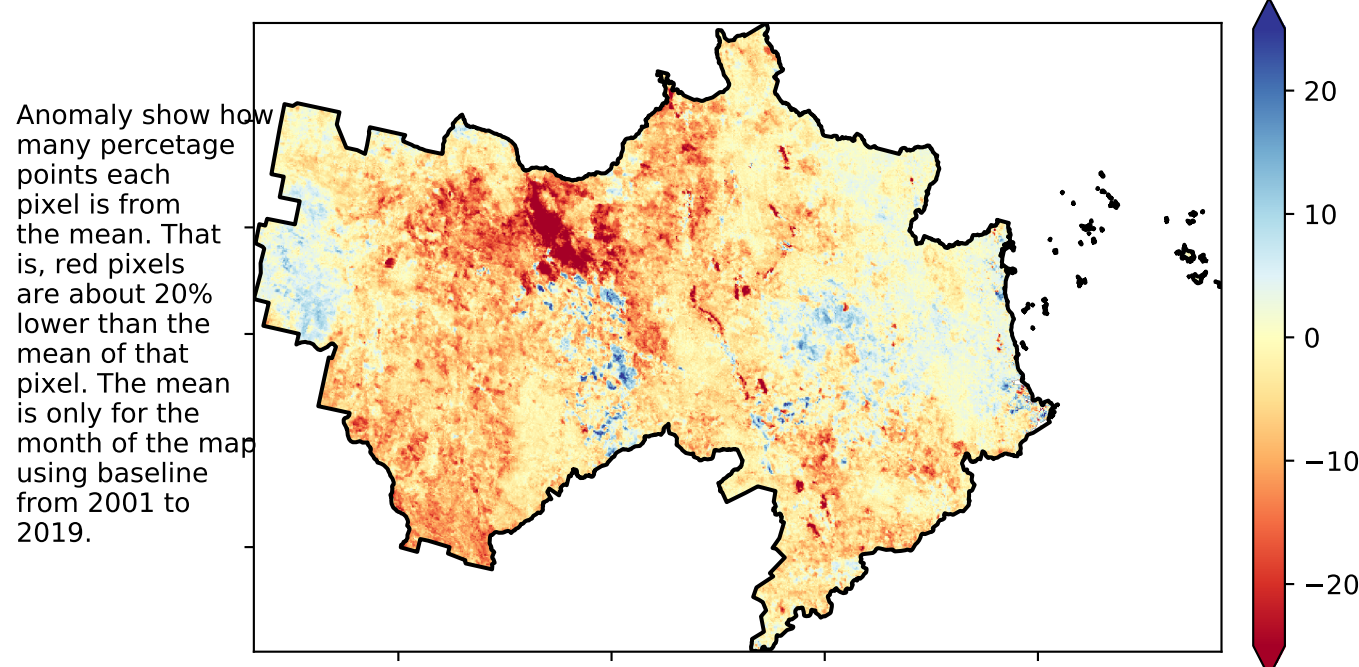 Anomaly show how
many percetage
points each
pixel is from
the mean. That
is, red pixels
are about 20%
lower than the
mean of that
pixel. The mean
is only for the
month of the map
using baseline
from 2001 to
2019.
20
10
0
−10
−20